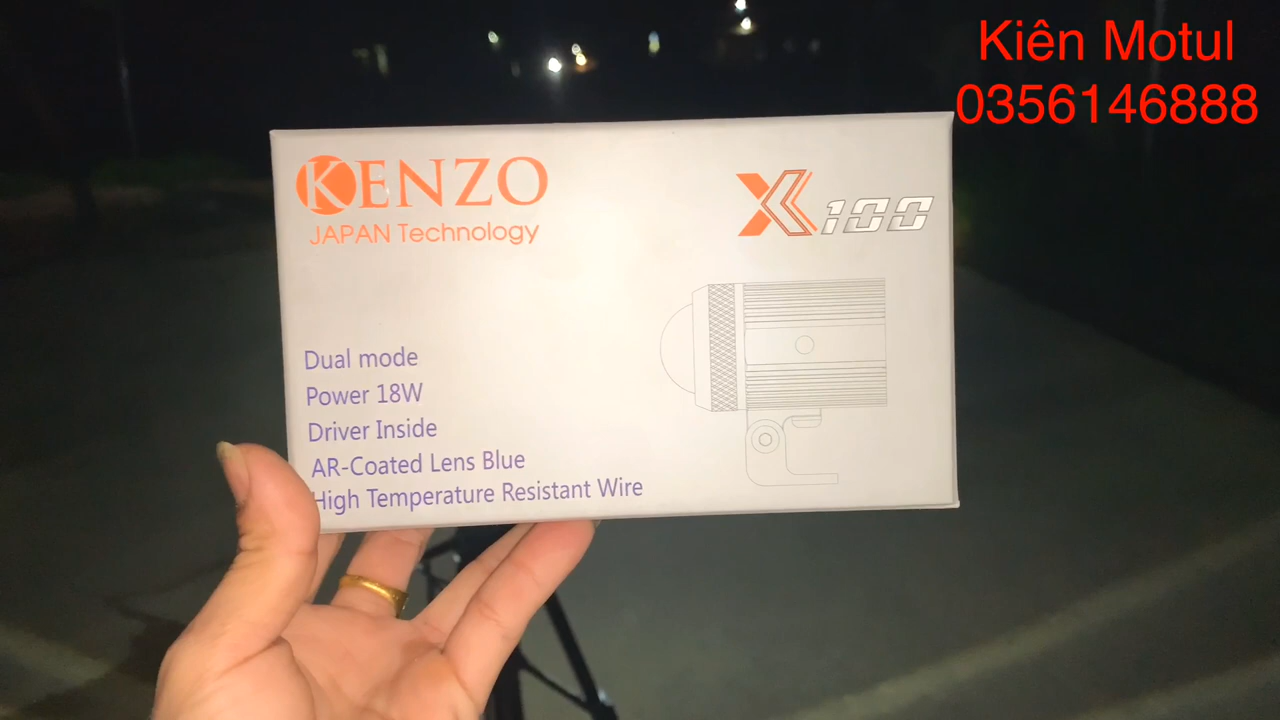 Kiên Motul
0356146888
KENZO
JAPAN Technology
X100
Dual mode
Power 18W
Driver Inside
AR-Coated Lens Blue
High Temperature Resistant Wire